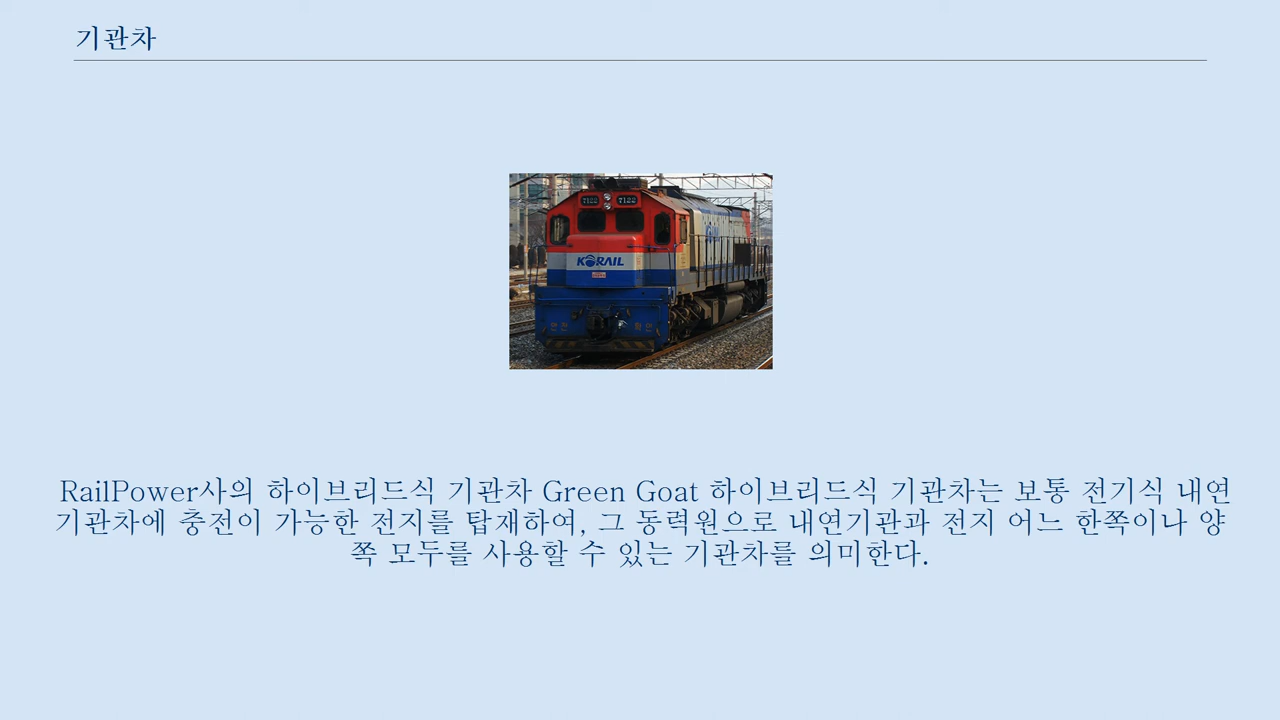 기관차
7122 7122
KORAIL
RailPower사의 하이브리드식 기관차 Green Goat 하이브리드식 기관차는 보통 전기식 내연
기관차에 충전이 가능한 전지를 탑재하여, 그 동력원으로 내연기관과 전지 어느 한쪽이나 양
쪽 모두를 사용할 수 있는 기관차를 의미한다.